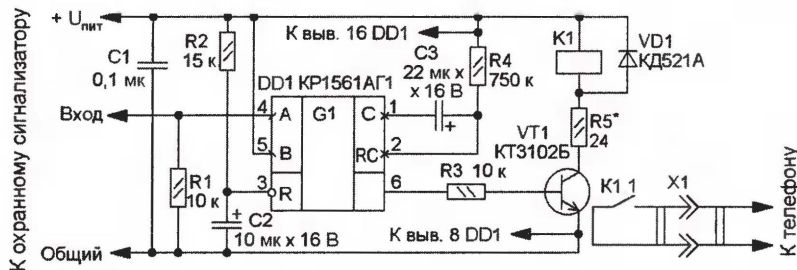 К охранному сигнализатору
+ Uпит
C1
0,1 мк
R2
15 к
К выв. 16 DD1
C3
22 мк х
х 16 В
R4
750 к
K1
VD1
КД521А
DD1 КР1561АГ1
Вход
4
A
G1
C
1
5
B
RC
2
3
R
6
R1
10 к
C2
10 мк х 16 В
R3 10 к
VT1
КТ3102Б
R5*
24
К выв. 8 DD1
K1 1
X1
Общий
К телефону